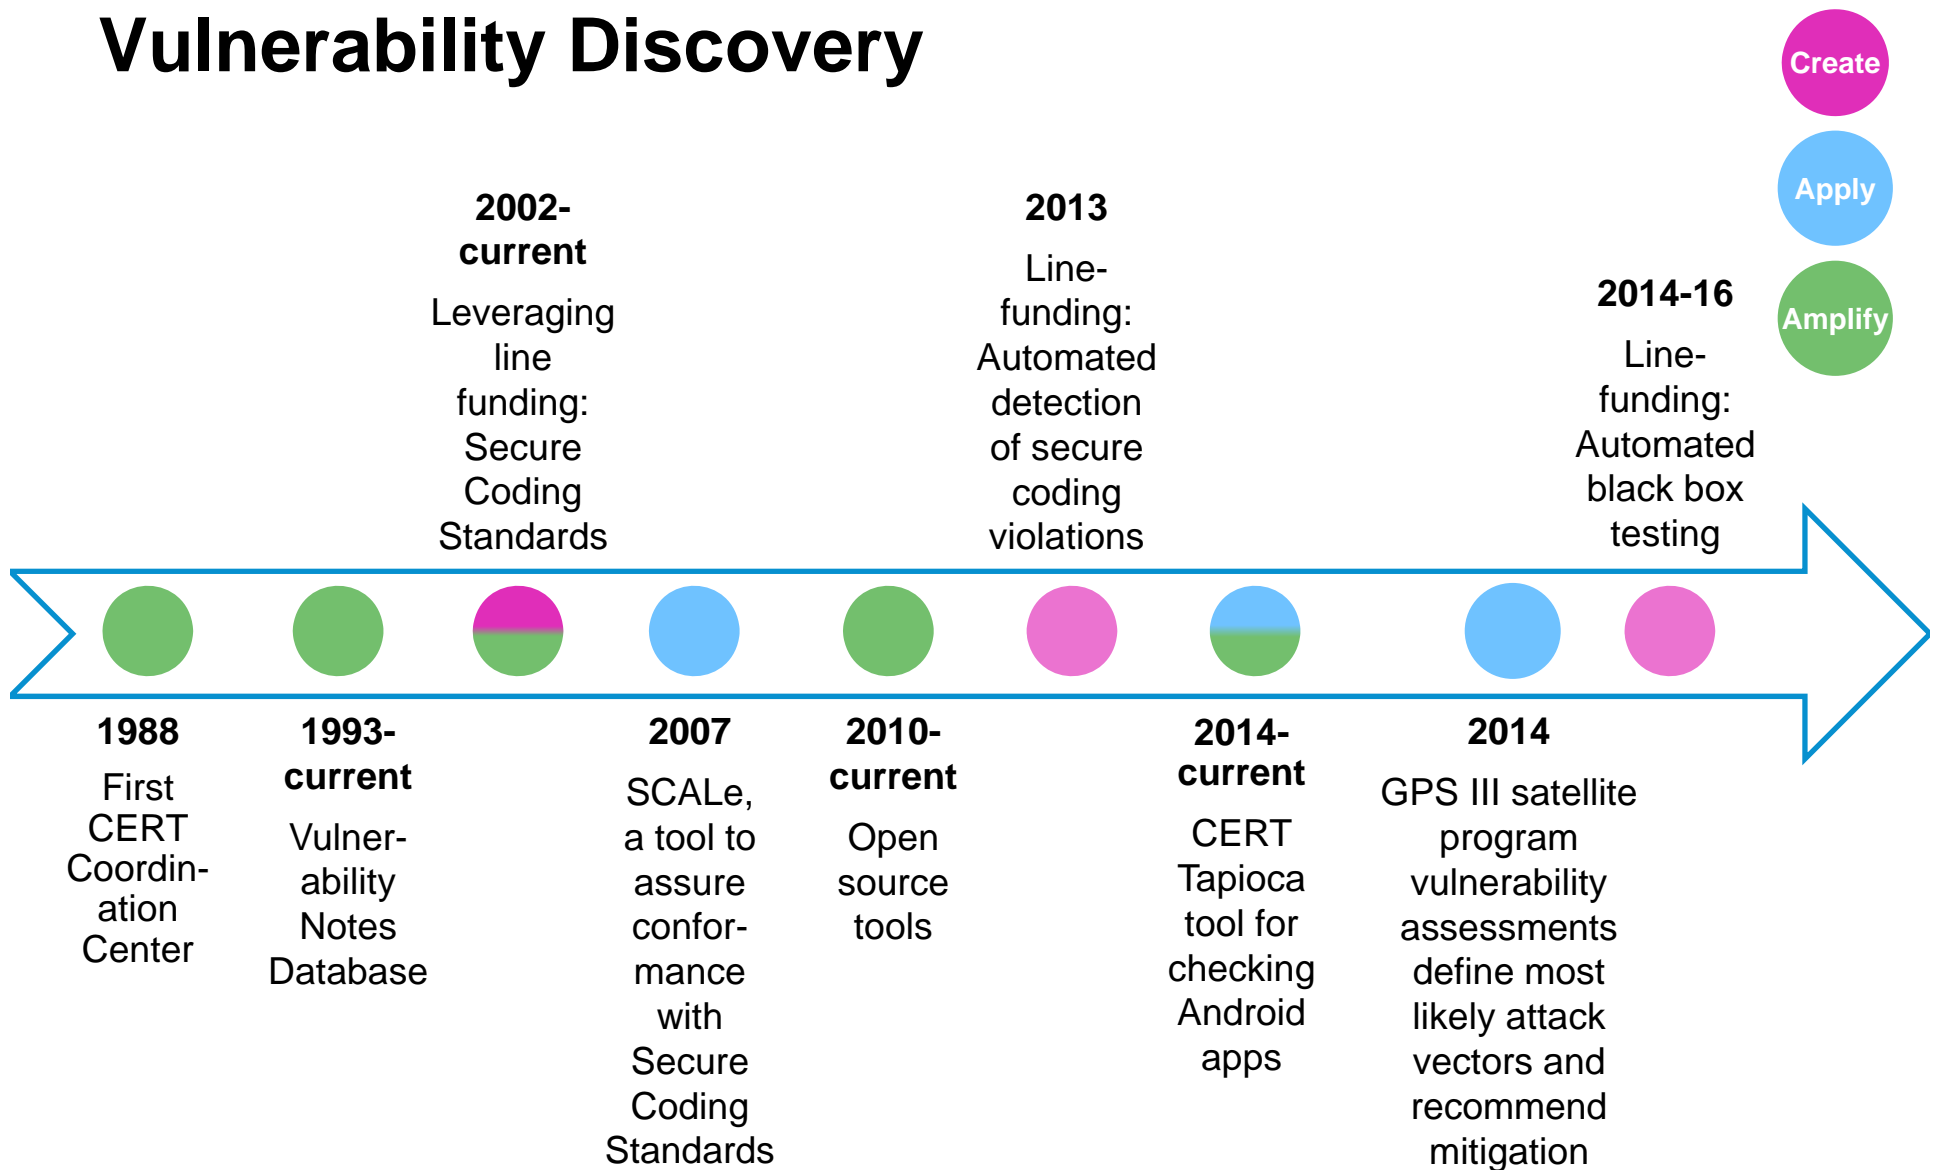 Vulnerability Discovery
Create
Apply
Amplify
2002-
current
Leveraging
line
funding:
Secure
Coding
Standards
2013
Line-
funding:
Automated
detection
of secure
coding
violations
2014-16
Line-
funding:
Automated
black box
testing
1988
First
CERT
Coordin-
ation
Center
1993-
current
Vulner-
ability
Notes
Database
2007
SCALe,
a tool to
assure
confor-
mance
with
Secure
Coding
Standards
2010-
current
Open
source
tools
2014-
current
CERT
Tapioca
tool for
checking
Android
apps
2014
GPS III satellite
program
vulnerability
assessments
define most
likely attack
vectors and
recommend
mitigation